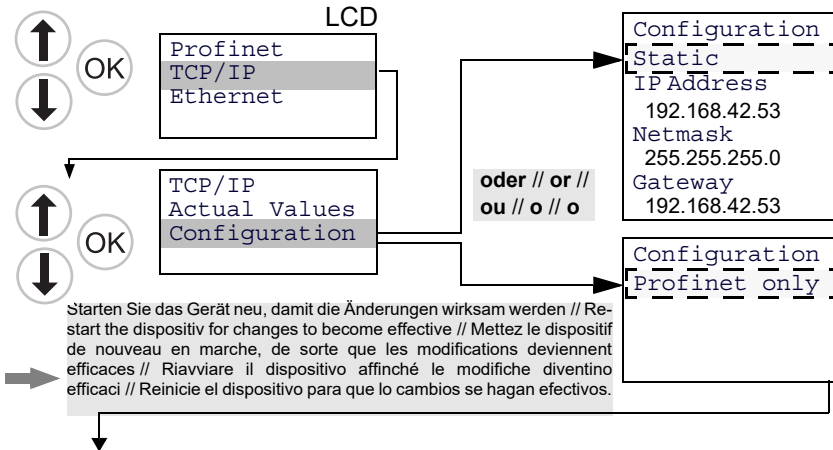 LCD
OK
Profinet
TCP/IP
Ethernet
OK
TCP/IP
Actual Values
Configuration
oder // or //
ou // o // o
Configuration
Static
IP Address
192.168.42.53
Netmask
255.255.255.0
Gateway
192.168.42.53
Configuration
Profinet only
Starten Sie das Gerät neu, damit die Änderungen wirksam werden // Re-
start the dispositiv for changes to become effective // Mettez le dispositif
de nouveau en marche, de sorte que les modifications deviennent
efficaces // Riavviare il dispositivo affinché le modifiche diventino
efficaci // Reinicie el dispositivo para que lo cambios se hagan efectivos.